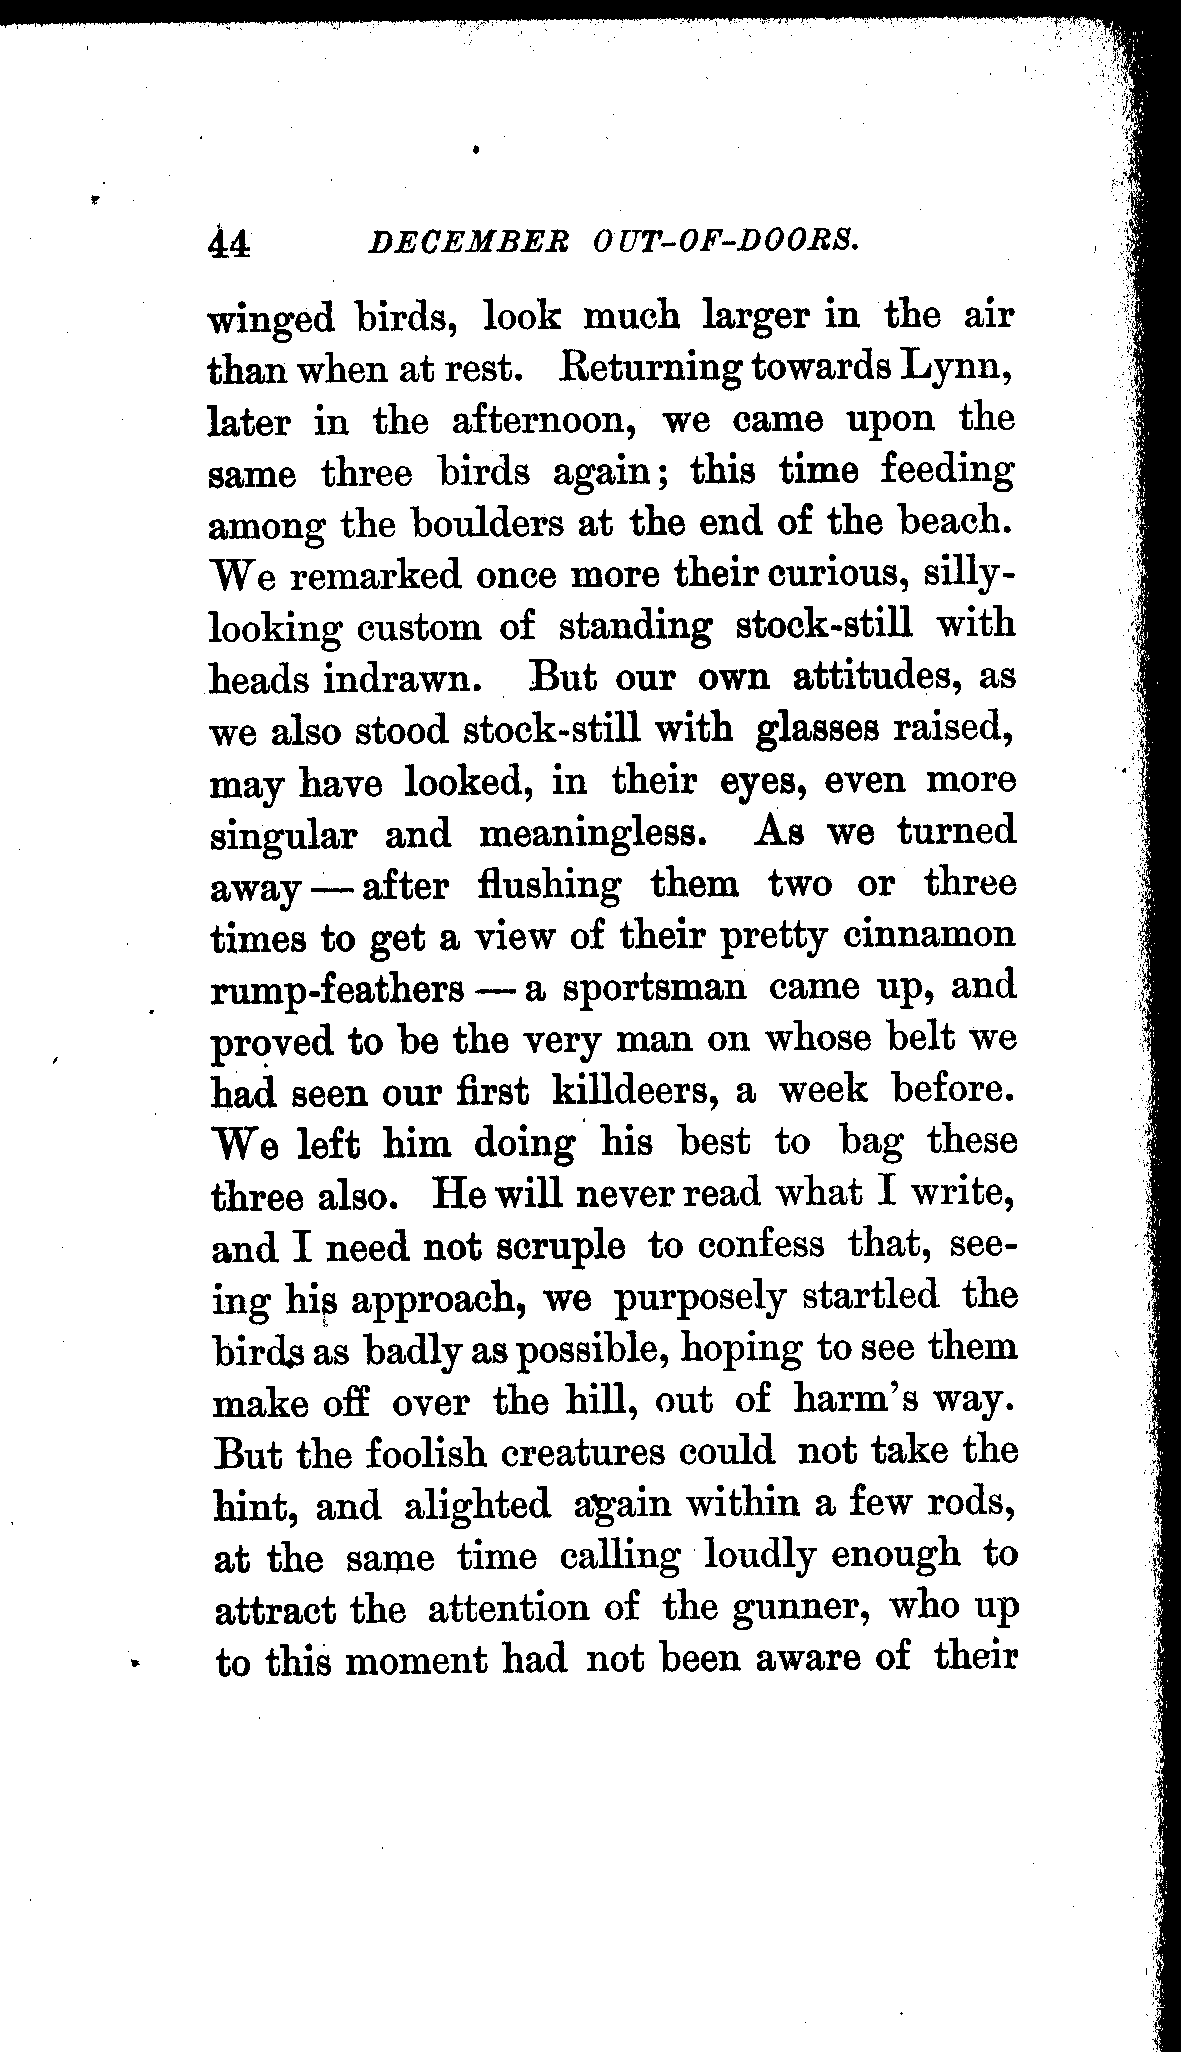 44 DECEMBER OUT-OF-DOORS.
winged birds, look much larger in the air
than when at rest. Returning towards Lynn,
later in the afternoon, we came upon the
same three birds again; this time feeding
among the boulders at the end of the beach.
We remarked once more their curious, silly-
looking custom of standing stock-still with
heads indrawn. But our own attitudes, as
we also stood stock-still with glasses raised,
may have looked, in their eyes, even more
singular and meaningless. As we turned
away — after flushing them two or three
times to get a view of their pretty cinnamon
rump-feathers — a sportsman came up, and
proved to be the very man on whose belt we
had seen our first killdeers, a week before.
We left him doing his best to bag these
three also. He will never read what I write,
and I need not scruple to confess that, see-
ing his approach, we purposely startled the
birds as badly as possible, hoping to see them
make off over the hill, out of harm's way.
But the foolish creatures could not take the
hint, and alighted again within a few rods,
at the same time calling loudly enough to
attract the attention of the gunner, who up
to this moment had not been aware of their